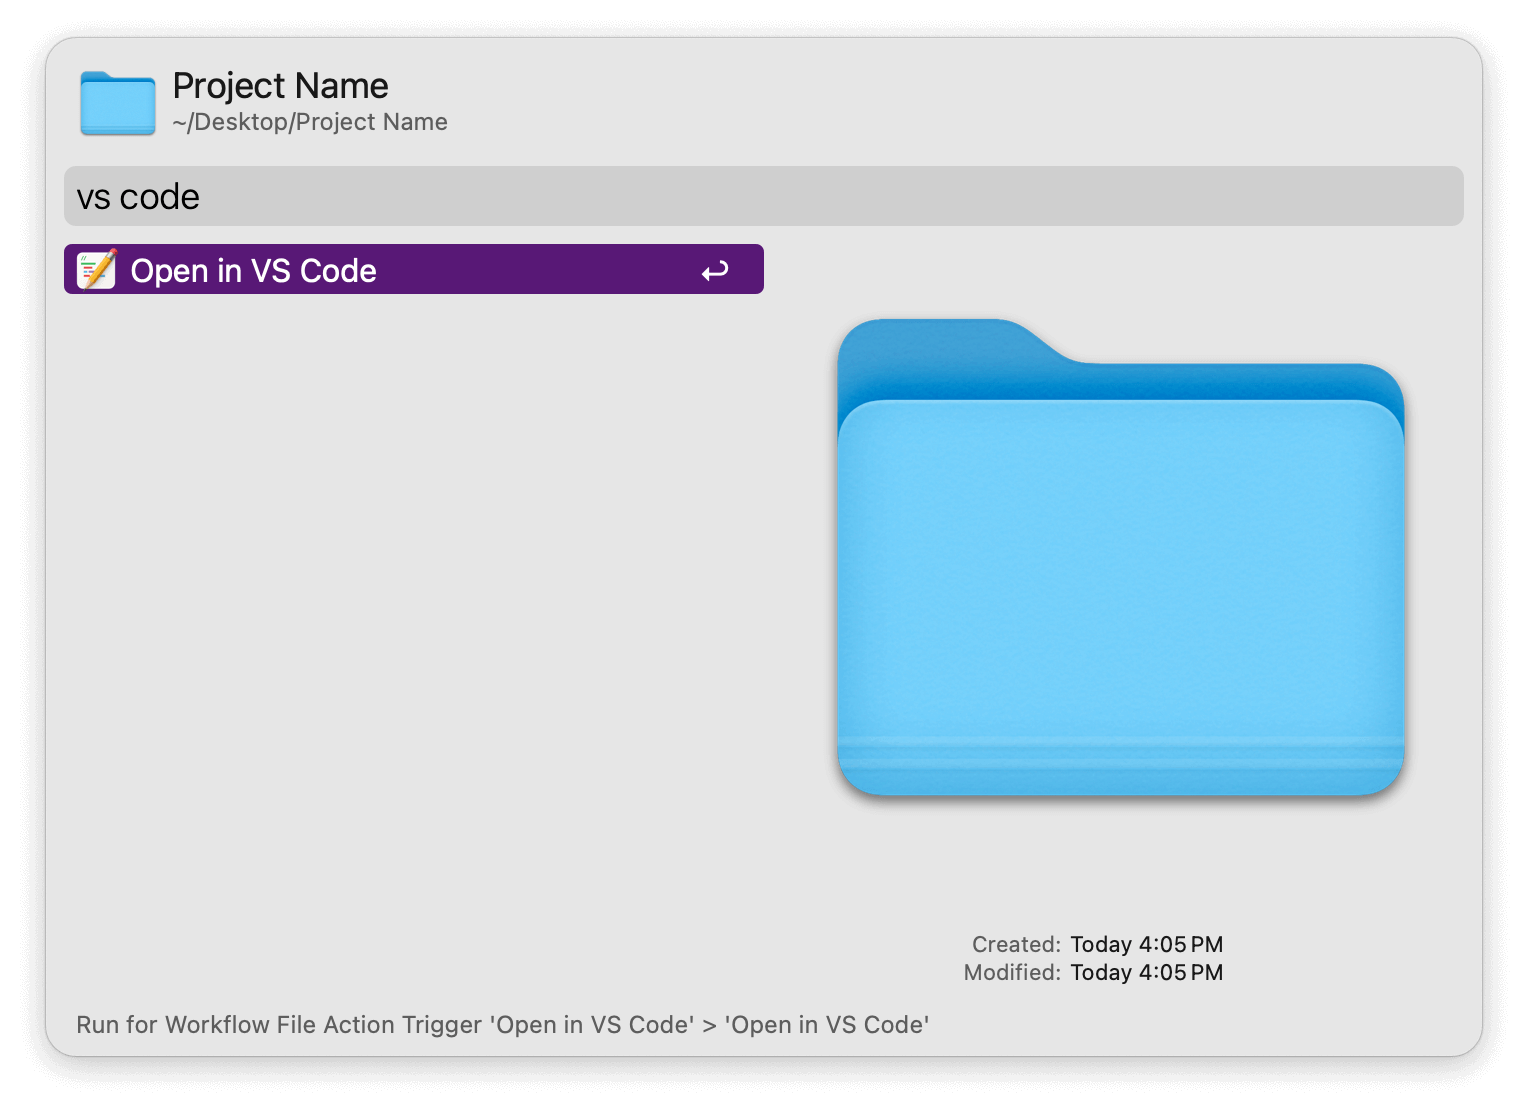 Project Name
~/Desktop/Project Name
vs code
Open in VS Code
Created: Today 4:05 PM
Modified: Today 4:05 PM
Run for Workflow File Action Trigger 'Open in VS Code' > 'Open in VS Code'